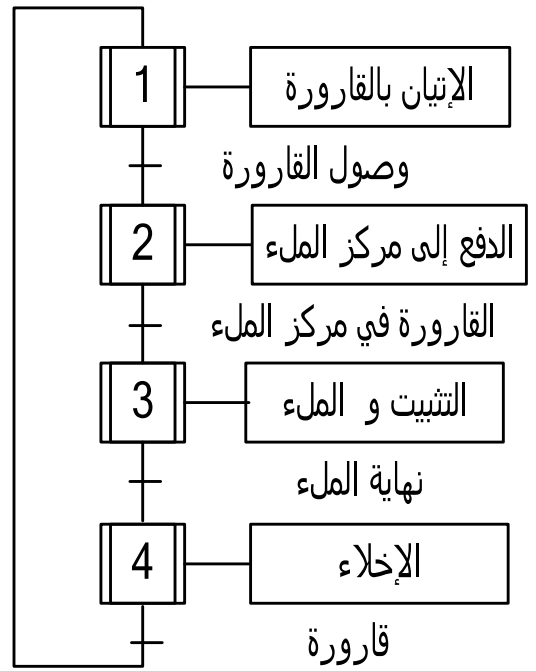 1
الإتيان بالقارورة
وصول القارورة
2
الدفع إلى مركز الملء
القارورة في مركز الملء
3
التثبيت و الملء
نهاية الملء
4
الإخلاء
قارورة